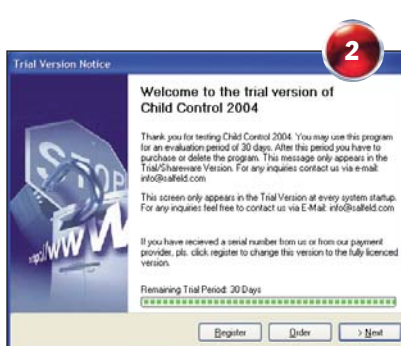 2
Trial Version Notice
Welcome to the trial version of
Child Control 2004
Thank you for testing Child Control 2004. You may use this program
for an evaluation period of 30 days. After this period you have to
purchase or delete the program. This message only appears in the
Trial/Shareware Version. For any inquiries contact us via e-mail:
info@salfeld.com
This screen only appears in the Trial Version at every system startup.
For any inquiries feel free to contact us via E-Mail: info@salfeld.com
If you have recieved a serial number from us or from our payment
provider, pls. click register to change this version to the fully licenced
version.
Remaining Trial Period: 30 Days
Register Order > Next
STOP
http://WWW